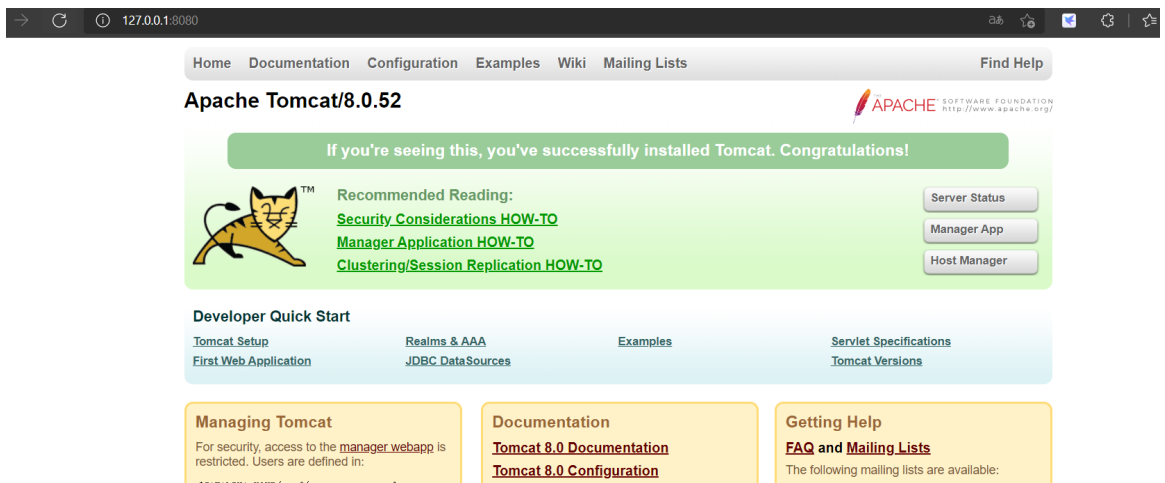 127.0.0.1:8080
Home Documentation Configuration Examples Wiki Mailing Lists Find Help
Apache Tomcat/8.0.52
APACHE SOFTWARE FOUNDATION
http://www.apache.org/
If you're seeing this, you've successfully installed Tomcat. Congratulations!
TM
Recommended Reading:
Security Considerations HOW-TO
Manager Application HOW-TO
Clustering/Session Replication HOW-TO
Server Status
Manager App
Host Manager
Developer Quick Start
Tomcat Setup
First Web Application
Realms & AAA
JDBC DataSources
Examples
Servlet Specifications
Tomcat Versions
Managing Tomcat
For security, access to the manager webapp is
restricted. Users are defined in:
Documentation
Tomcat 8.0 Documentation
Tomcat 8.0 Configuration
Getting Help
FAQ and Mailing Lists
The following mailing lists are available: